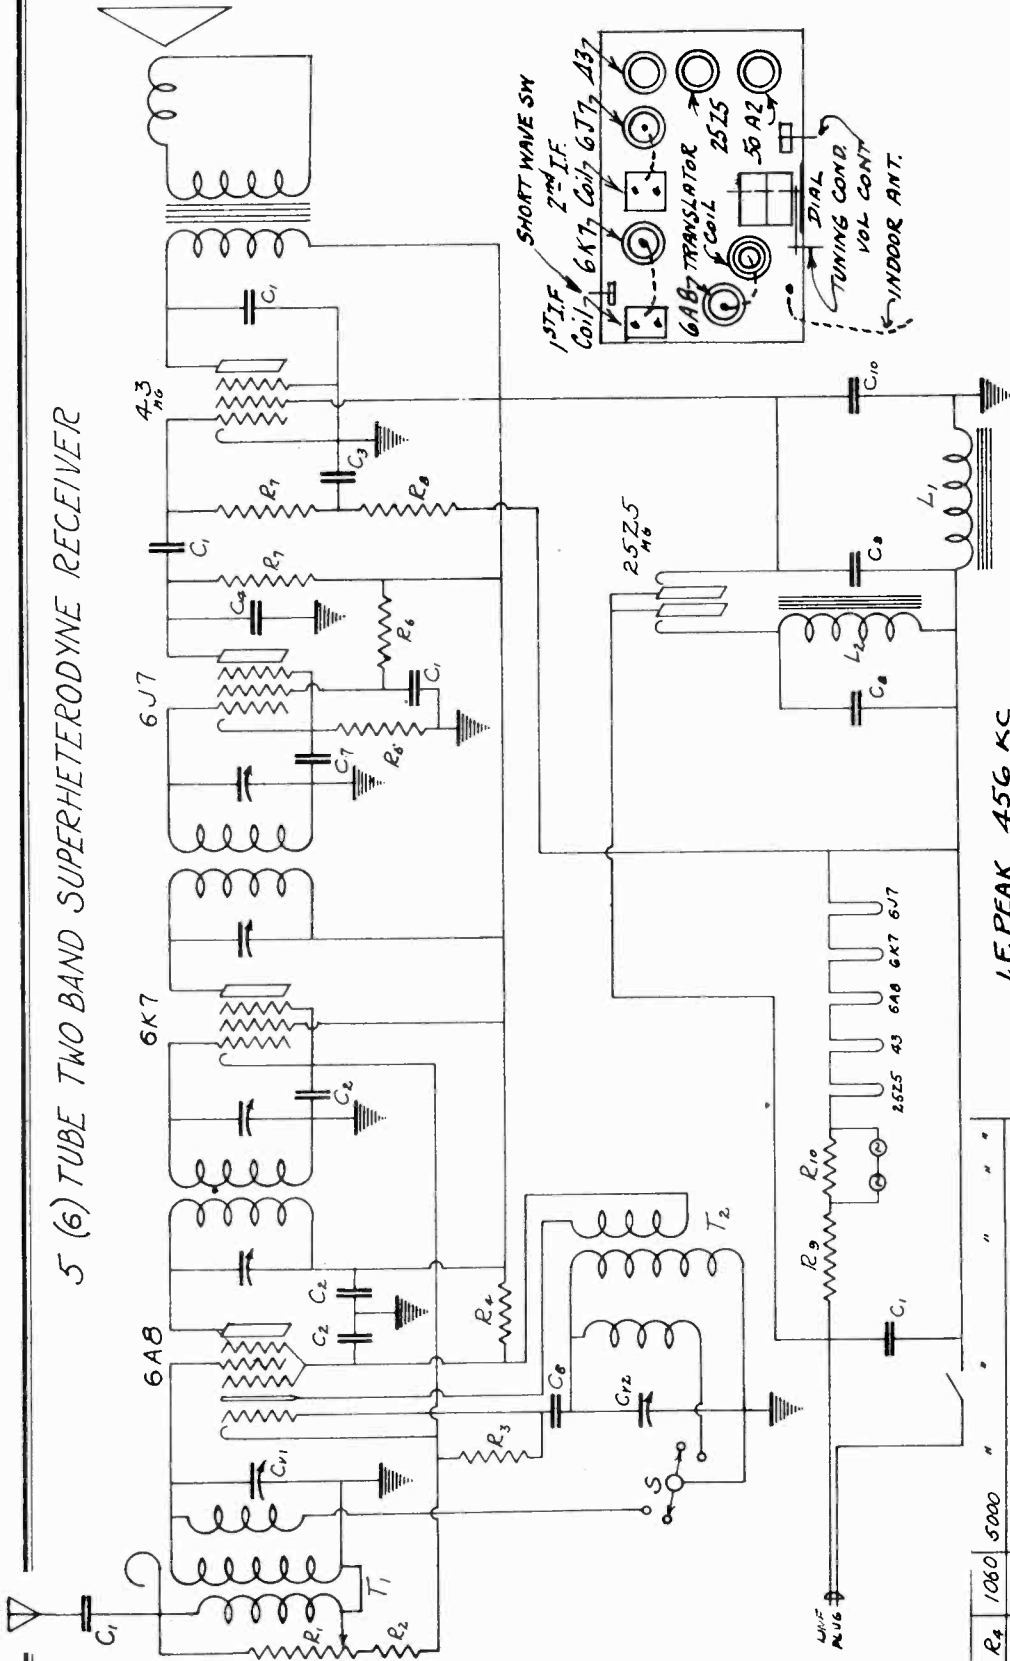 5 (6) TUBE TWO BAND SUPERHETERODYNE RECEIVER
6A8
6K7
6J7
43
MG
25Z5
MG
C1
R1
R2
T1
CV1
R3
C6
CV2
S
T2
R4
C2
C2
C2
C7
R6
R6
C1
C4
R7
C1
R7
R8
C3
C1
C10
L1
C8
L2
C8
LINE
PLUG
C1
R9
R10
25Z5 43 6A8 6K7 6J7
I.F. PEAK 456 KC
R4 1060 5000 " " " " "
SHORT WAVE SW
1ST I.F.
Coil
6K7
2nd I.F.
Coil
6J7
43
6A8
TRANSLATOR
COIL
25Z5
50A2
DIAL
TUNING COND.
VOL CONT
INDOOR ANT.